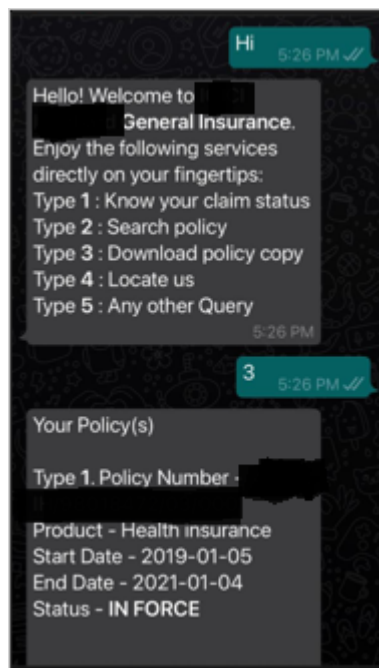 Hi
5:26 PM
Hello! Welcome to
General Insurance.
Enjoy the following services
directly on your fingertips:
Type 1 : Know your claim status
Type 2 : Search policy
Type 3 : Download policy copy
Type 4 : Locate us
Type 5 : Any other Query
5:26 PM
3
5:26 PM
Your Policy(s)
Type 1. Policy Number -
Product - Health insurance
Start Date - 2019-01-05
End Date - 2021-01-04
Status - IN FORCE